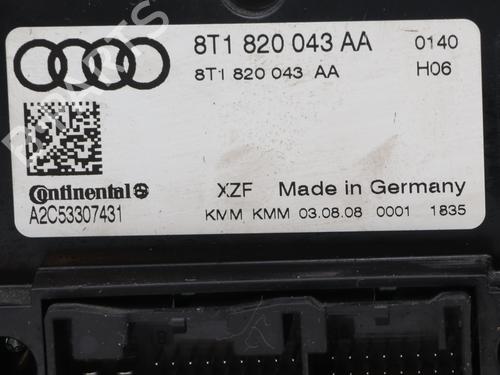 8T1 820 043 AA 0140
8T1 820 043 AA H06
Continental
XZF Made in Germany
A2C53307431
KMM KMM 03.08.08 0001 1835